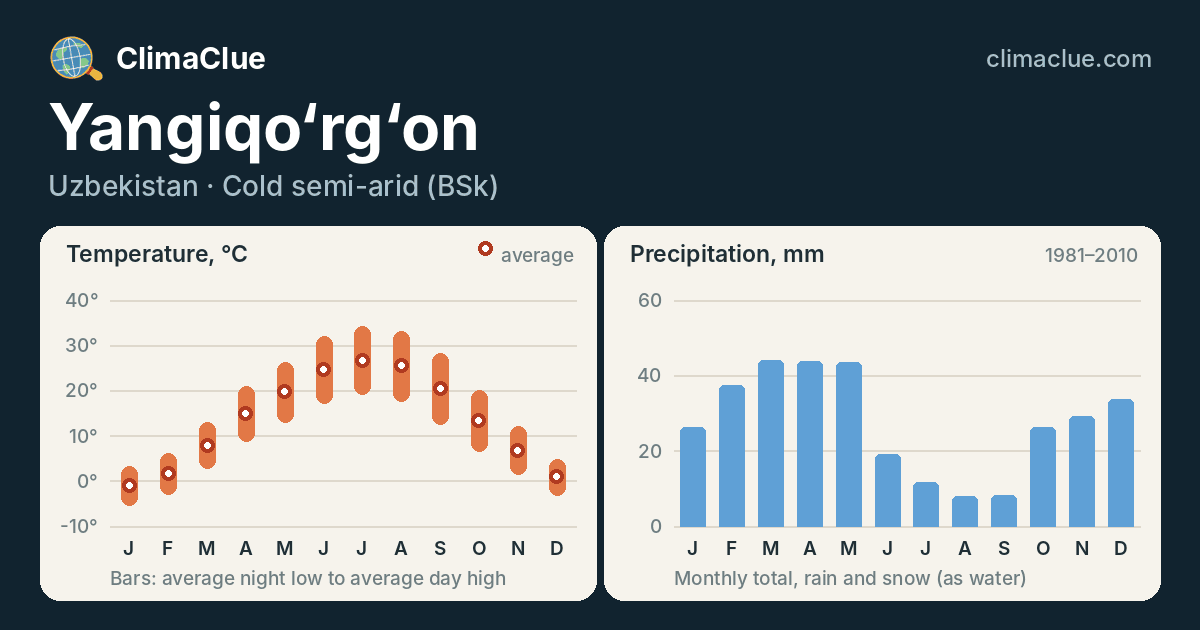 ClimaClue
climaclue.com
Yangiqo‘rg‘on
Uzbekistan · Cold semi-arid (BSk)
Temperature, °C
average
40°
30°
20°
10°
0°
-10°
J F M A M J J A S O N D
Bars: average night low to average day high
Precipitation, mm
1981–2010
60
40
20
0
J F M A M J J A S O N D
Monthly total, rain and snow (as water)